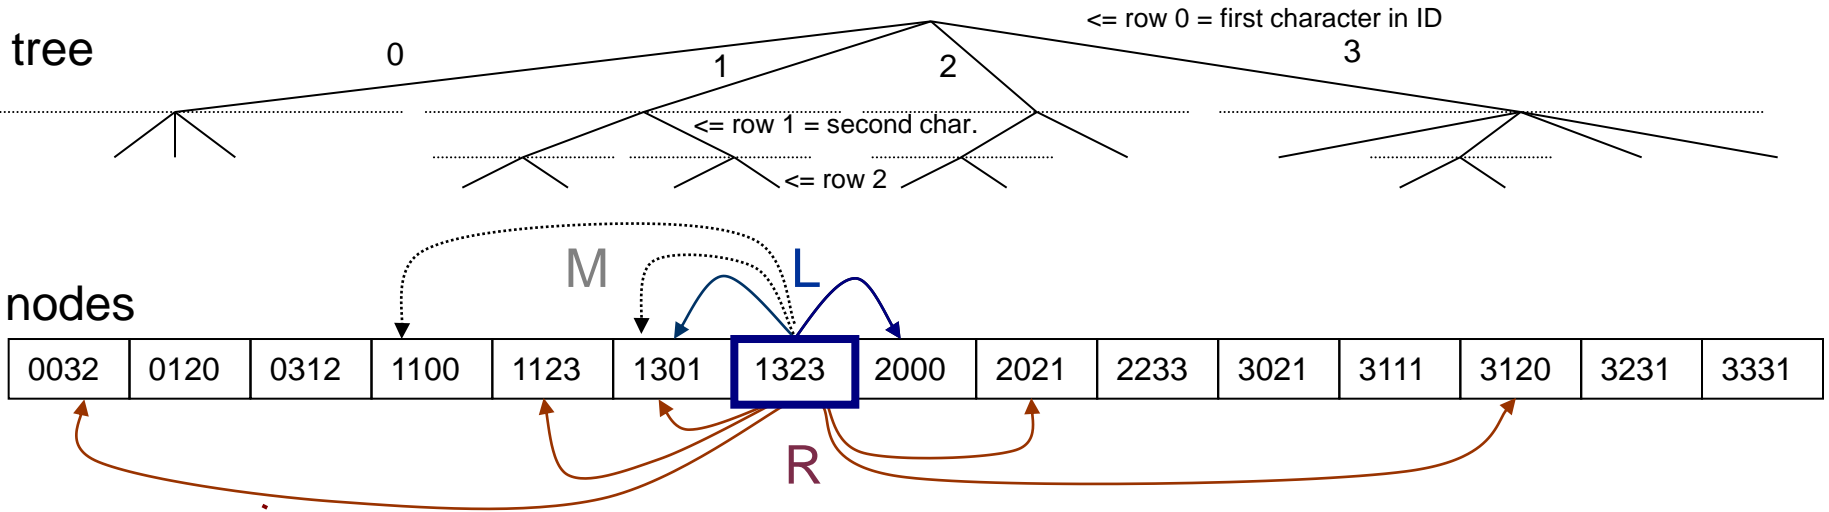 <= row 0 = first character in ID
tree
0
1
2
3
<= row 1 = second char.
<= row 2
M
L
nodes
0032 0120 0312 1100 1123 1301 1323 2000 2021 2233 3021 3111 3120 3231 3331
R